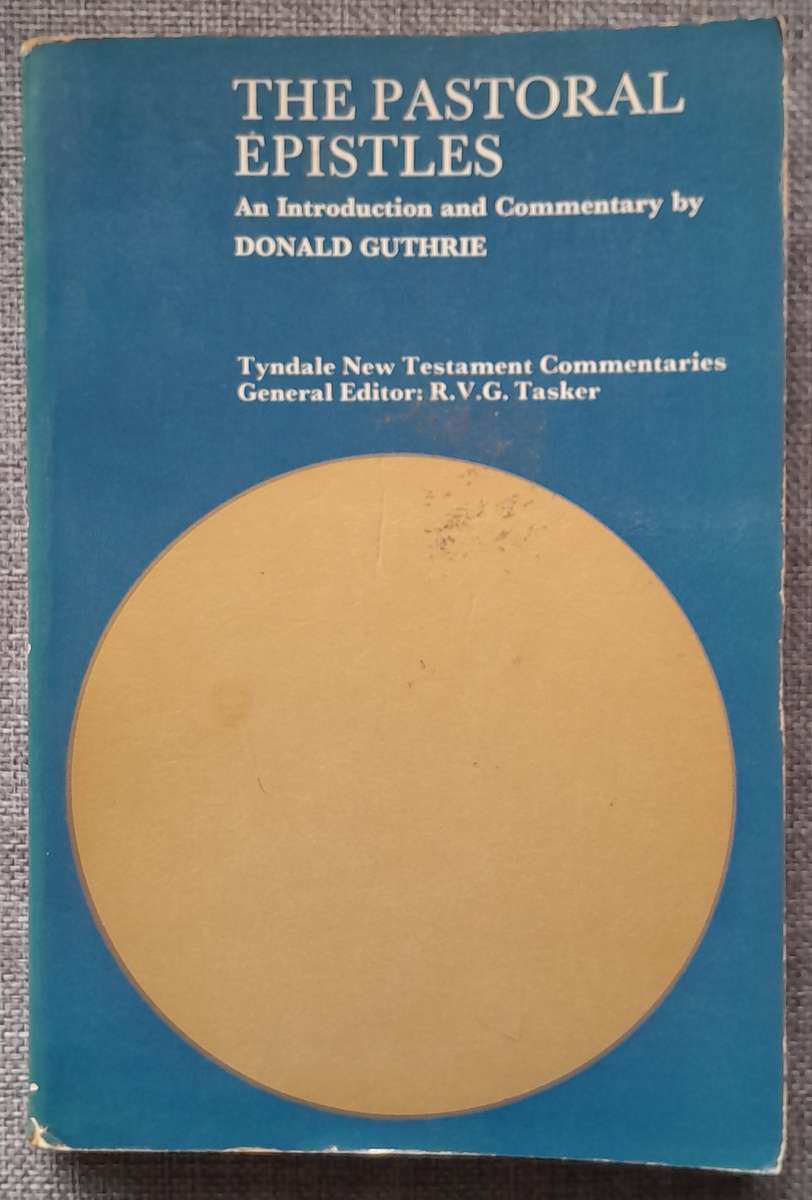 THE PASTORAL
EPISTLES
An Introduction and Commentary by
DONALD GUTHRIE
Tyndale New Testament Commentaries
General Editor: R.V.G. Tasker